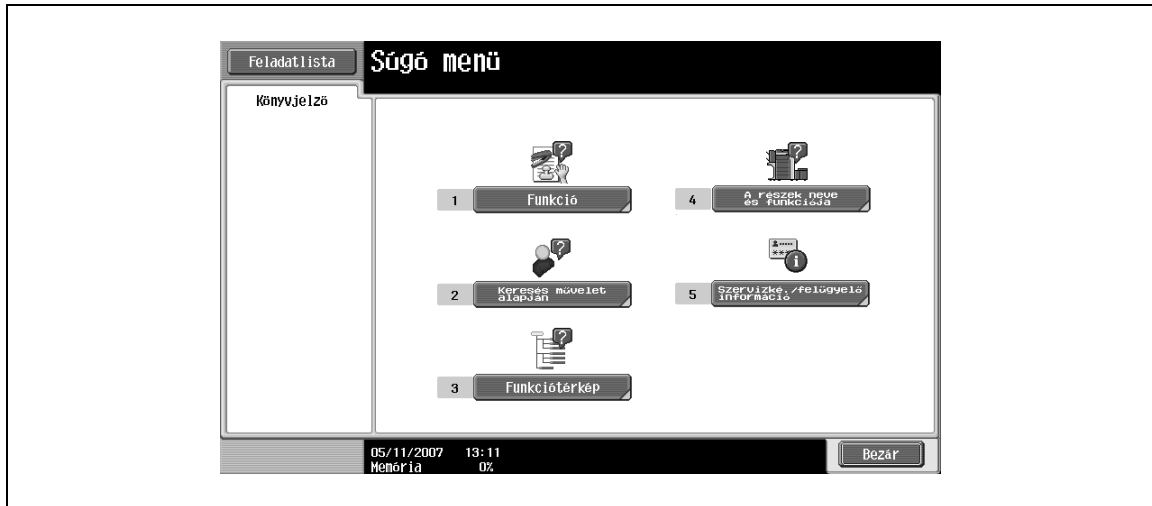 Feladatlista
Súgó menü
Könyvjelző
1 Funkció
4 A részek neve
és funkciója
2 Keresés művelet
alapján
5 Szervizké./felügyelő
információ
3 Funkciótérkép
05/11/2007 13:11
Memória 0%
Bezár